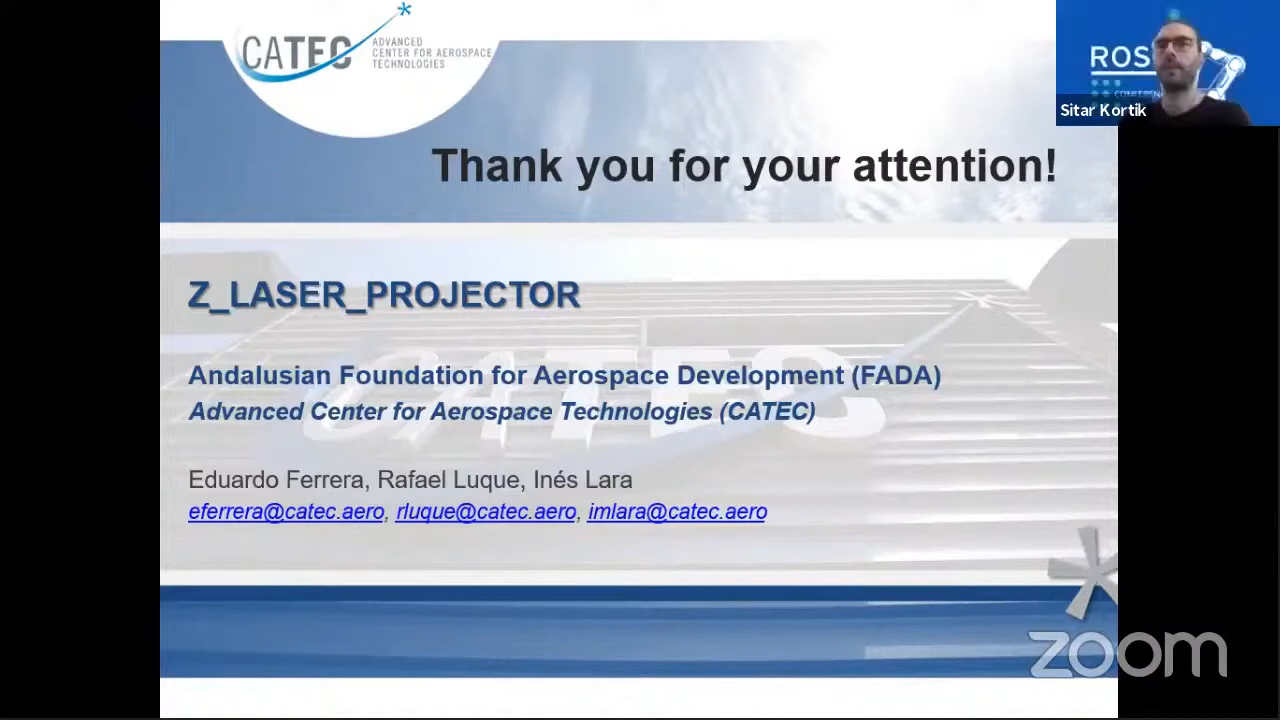 CATEC
ADVANCED
CENTER FOR AEROSPACE
TECHNOLOGIES
ROS
Sitar Kortik
Thank you for your attention!
Z_LASER_PROJECTOR
Andalusian Foundation for Aerospace Development (FADA)
Advanced Center for Aerospace Technologies (CATEC)
Eduardo Ferrera, Rafael Luque, Inés Lara
eferrera@catec.aero, rluque@catec.aero, imlara@catec.aero
zoom